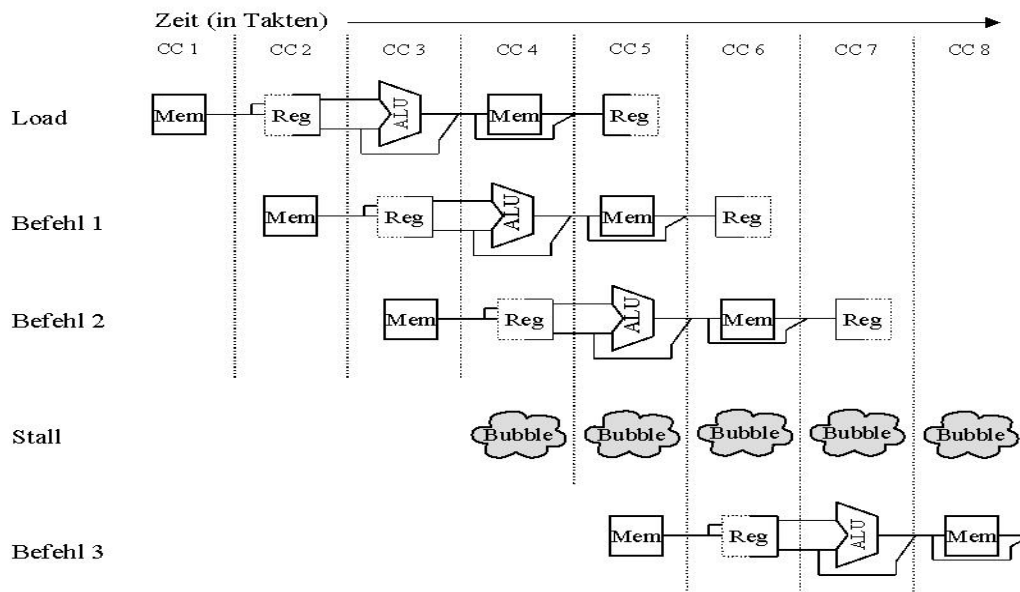 Zeit (in Takten)
CC 1 CC 2 CC 3 CC 4 CC 5 CC 6 CC 7 CC 8
Load Mem Reg ALU Mem Reg
Befehl 1 Mem Reg ALU Mem Reg
Befehl 2 Mem Reg ALU Mem Reg
Stall Bubble Bubble Bubble Bubble Bubble
Befehl 3 Mem Reg ALU Mem